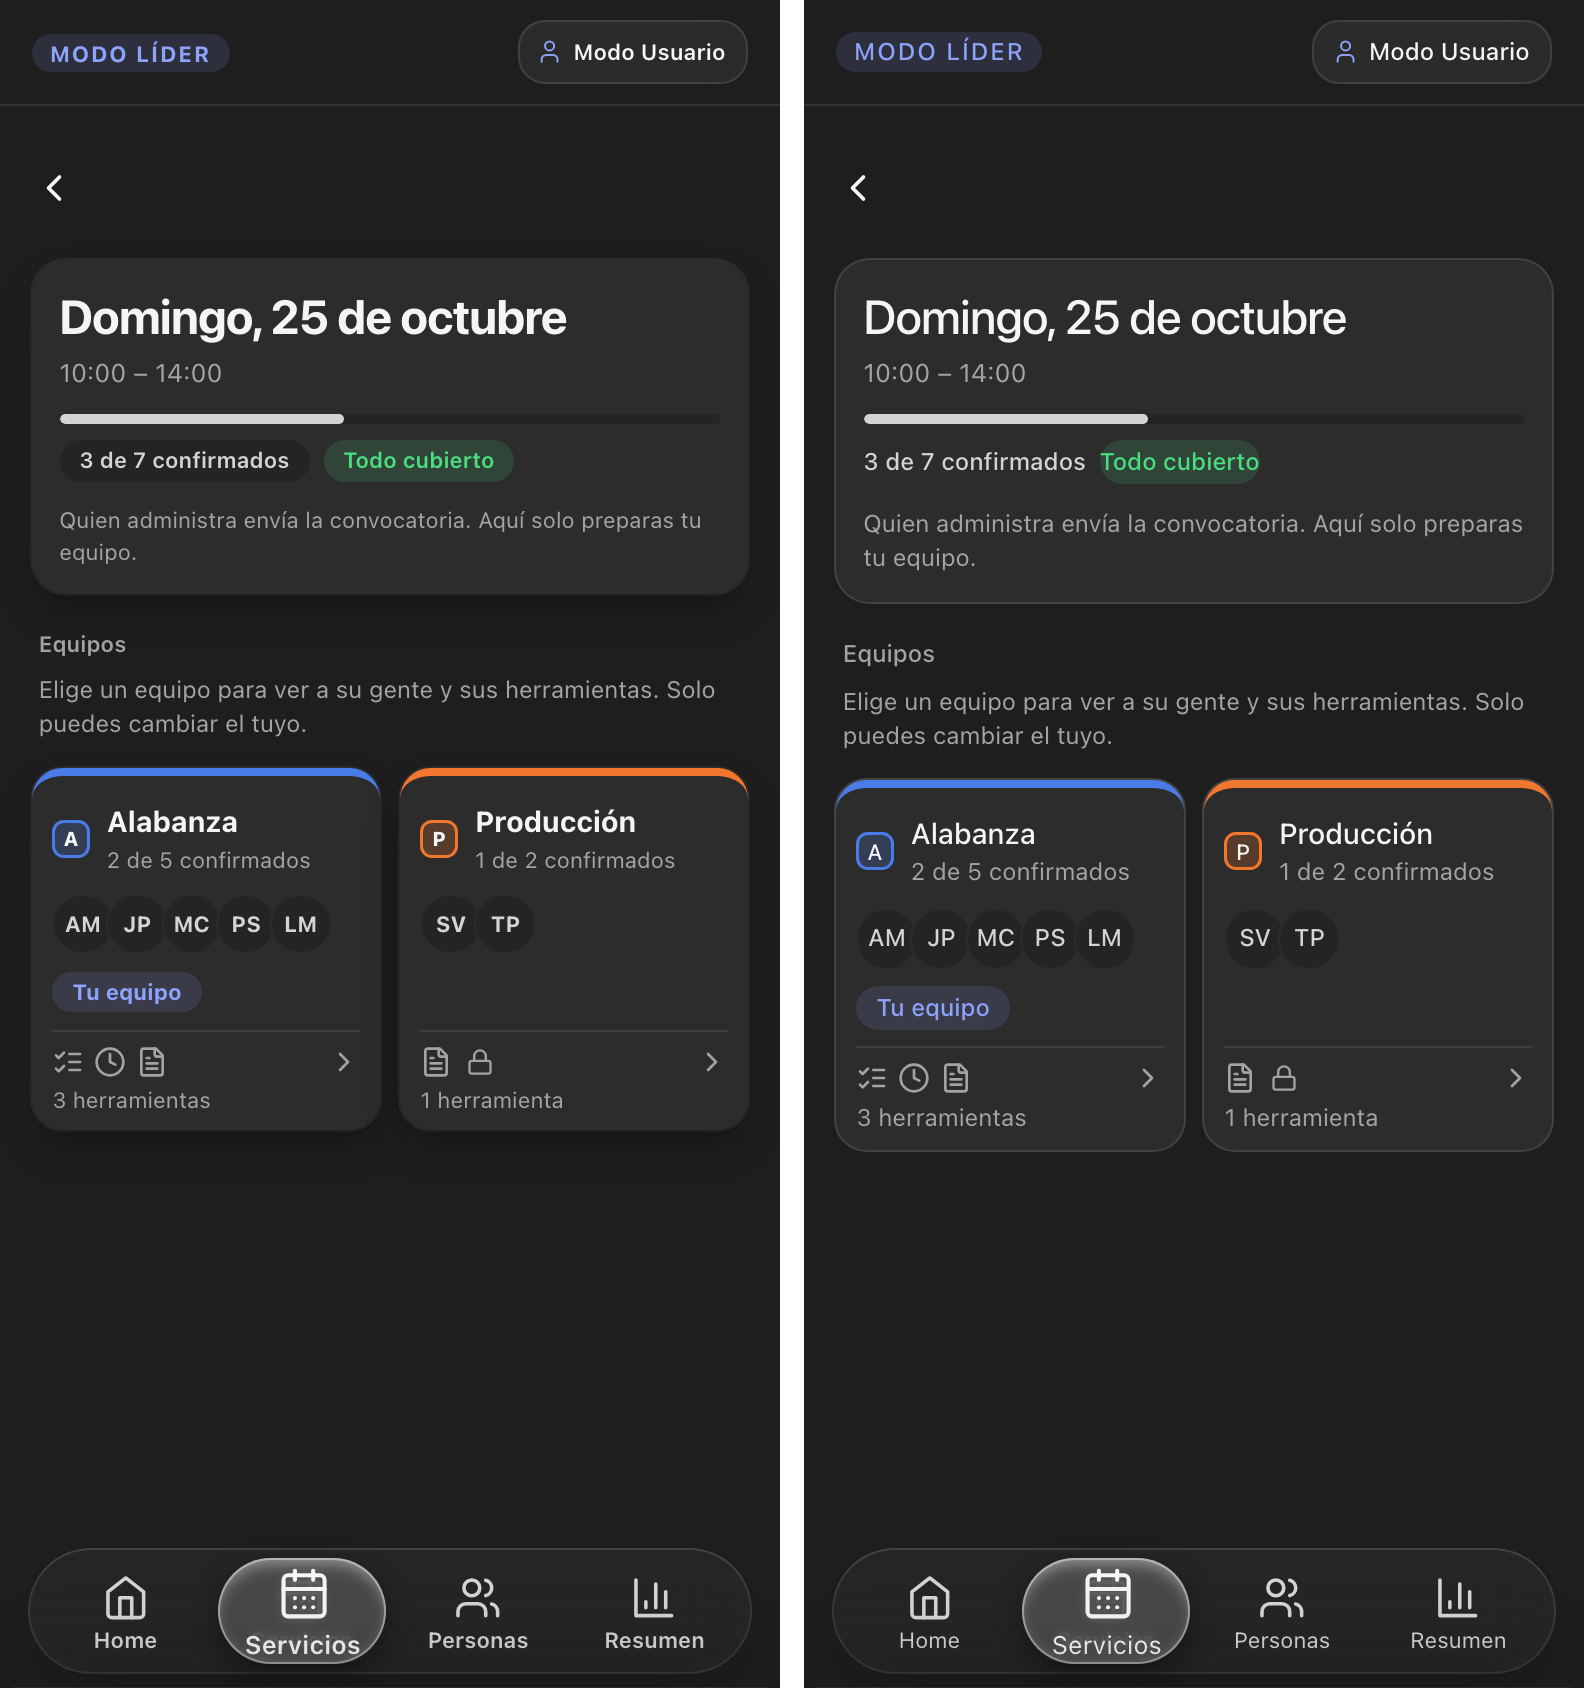 MODO LÍDER
Modo Usuario
Domingo, 25 de octubre
10:00 – 14:00
3 de 7 confirmados
Todo cubierto
Quien administra envía la convocatoria. Aquí solo preparas tu
equipo.
Equipos
Elige un equipo para ver a su gente y sus herramientas. Solo
puedes cambiar el tuyo.
A
Alabanza
2 de 5 confirmados
AM JP MC PS LM
Tu equipo
3 herramientas
P
Producción
1 de 2 confirmados
SV TP
1 herramienta
Home
Servicios
Personas
Resumen
MODO LÍDER
Modo Usuario
Domingo, 25 de octubre
10:00 – 14:00
3 de 7 confirmados
Todo cubierto
Quien administra envía la convocatoria. Aquí solo preparas
tu equipo.
Equipos
Elige un equipo para ver a su gente y sus herramientas. Solo
puedes cambiar el tuyo.
A
Alabanza
2 de 5 confirmados
AM JP MC PS LM
Tu equipo
3 herramientas
P
Producción
1 de 2 confirmados
SV TP
1 herramienta
Home
Servicios
Personas
Resumen